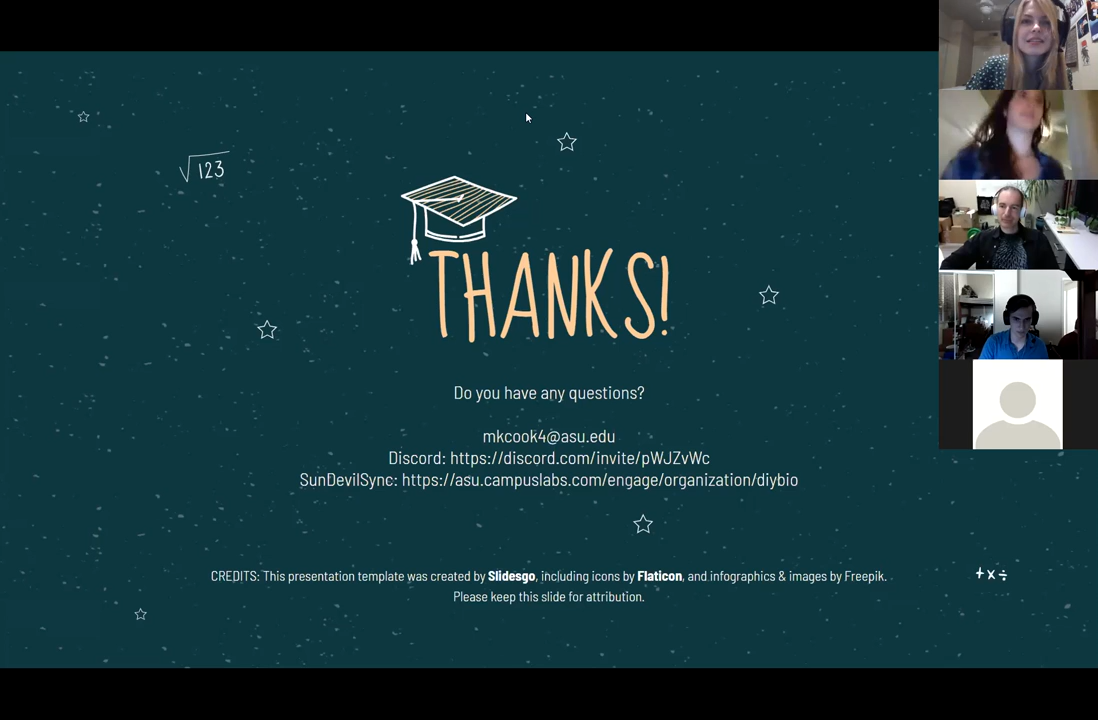 √123
THANKS!
Do you have any questions?
mkcook4@asu.edu
Discord: https://discord.com/invite/pWJZvWc
SunDevilSync: https://asu.campuslabs.com/engage/organization/diybio
CREDITS: This presentation template was created by Slidesgo, including icons by Flaticon, and infographics & images by Freepik.
Please keep this slide for attribution.
+×÷